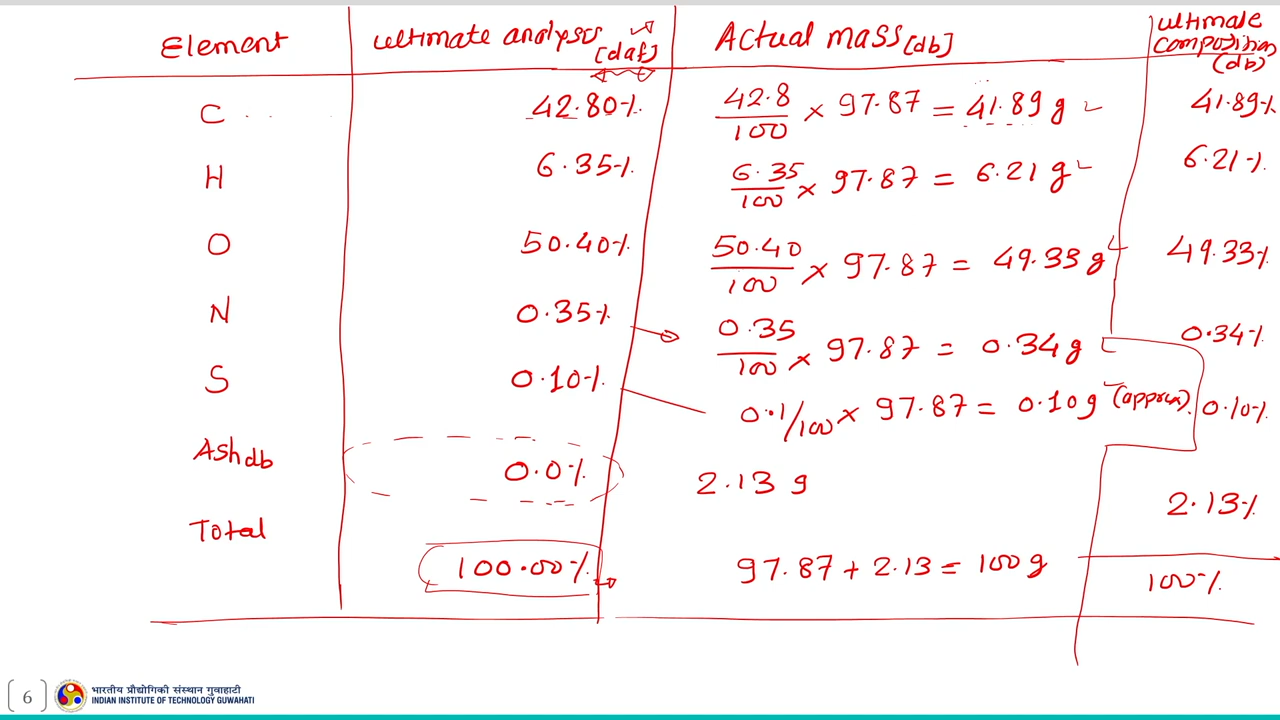 Element ultimate analysis [daf] Actual mass [db] ultimate composition (db)
C 42.80% 42.8/100 × 97.87 = 41.89 g 41.89%
H 6.35% 6.35/100 × 97.87 = 6.21 g 6.21%
O 50.40% 50.40/100 × 97.87 = 49.33 g 49.33%
N 0.35% 0.35/100 × 97.87 = 0.34 g 0.34%
S 0.10% 0.1/100 × 97.87 = 0.10 g (approx) 0.10%
Ash db 0.0% 2.13 g 2.13%
Total 100.00% 97.87 + 2.13 = 100 g 100%
6
भारतीय प्रौद्योगिकी संस्थान गुवाहाटी
INDIAN INSTITUTE OF TECHNOLOGY GUWAHATI